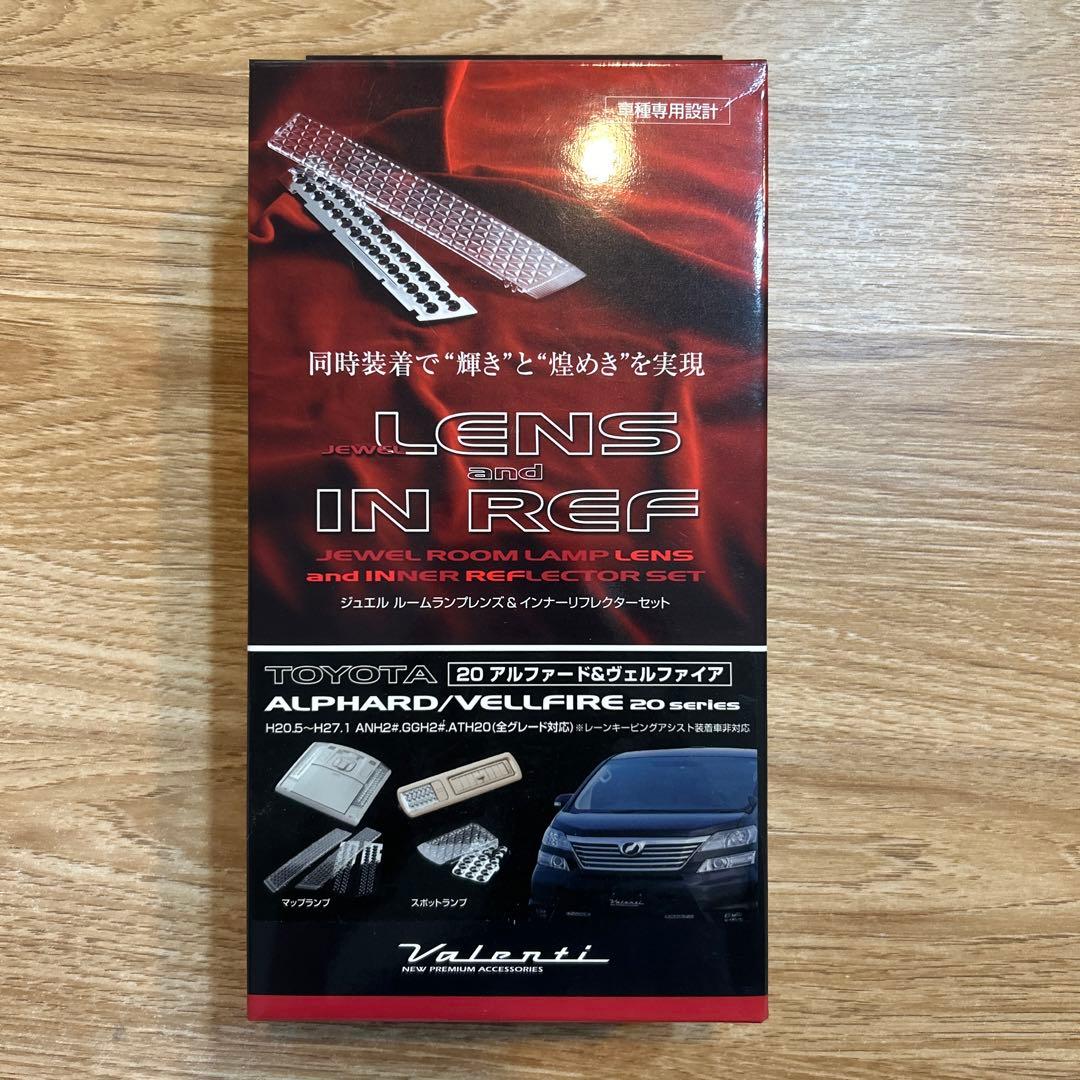 車種専用設計
同時装着で“輝き”と“煌めき”を実現
JEWEL LENS
and
IN REF
JEWEL ROOM LAMP LENS
and INNER REFLECTOR SET
ジュエル ルームランプレンズ&インナーリフレクターセット
TOYOTA 20 アルファード&ヴェルファイア
ALPHARD/VELLFIRE 20 series
H20.5～H27.1 ANH2#.GGH2#.ATH20(全グレード対応)※レーンキーピングアシスト装着車非対応
マップランプ スポットランプ
Valenti
Valenti
NEW PREMIUM ACCESSORIES